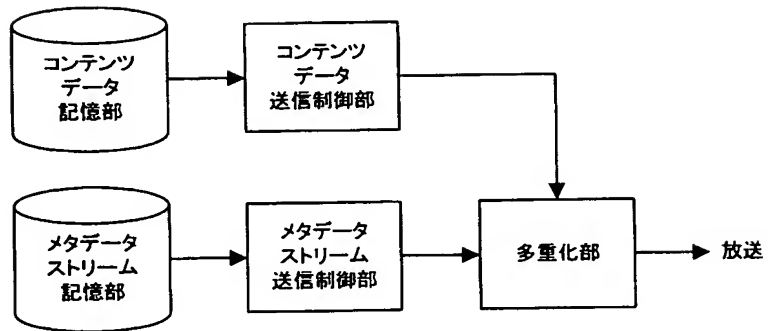 コンテンツ
データ
記憶部
コンテンツ
データ
送信制御部
メタデータ
ストリーム
記憶部
メタデータ
ストリーム
送信制御部
多重化部
放送